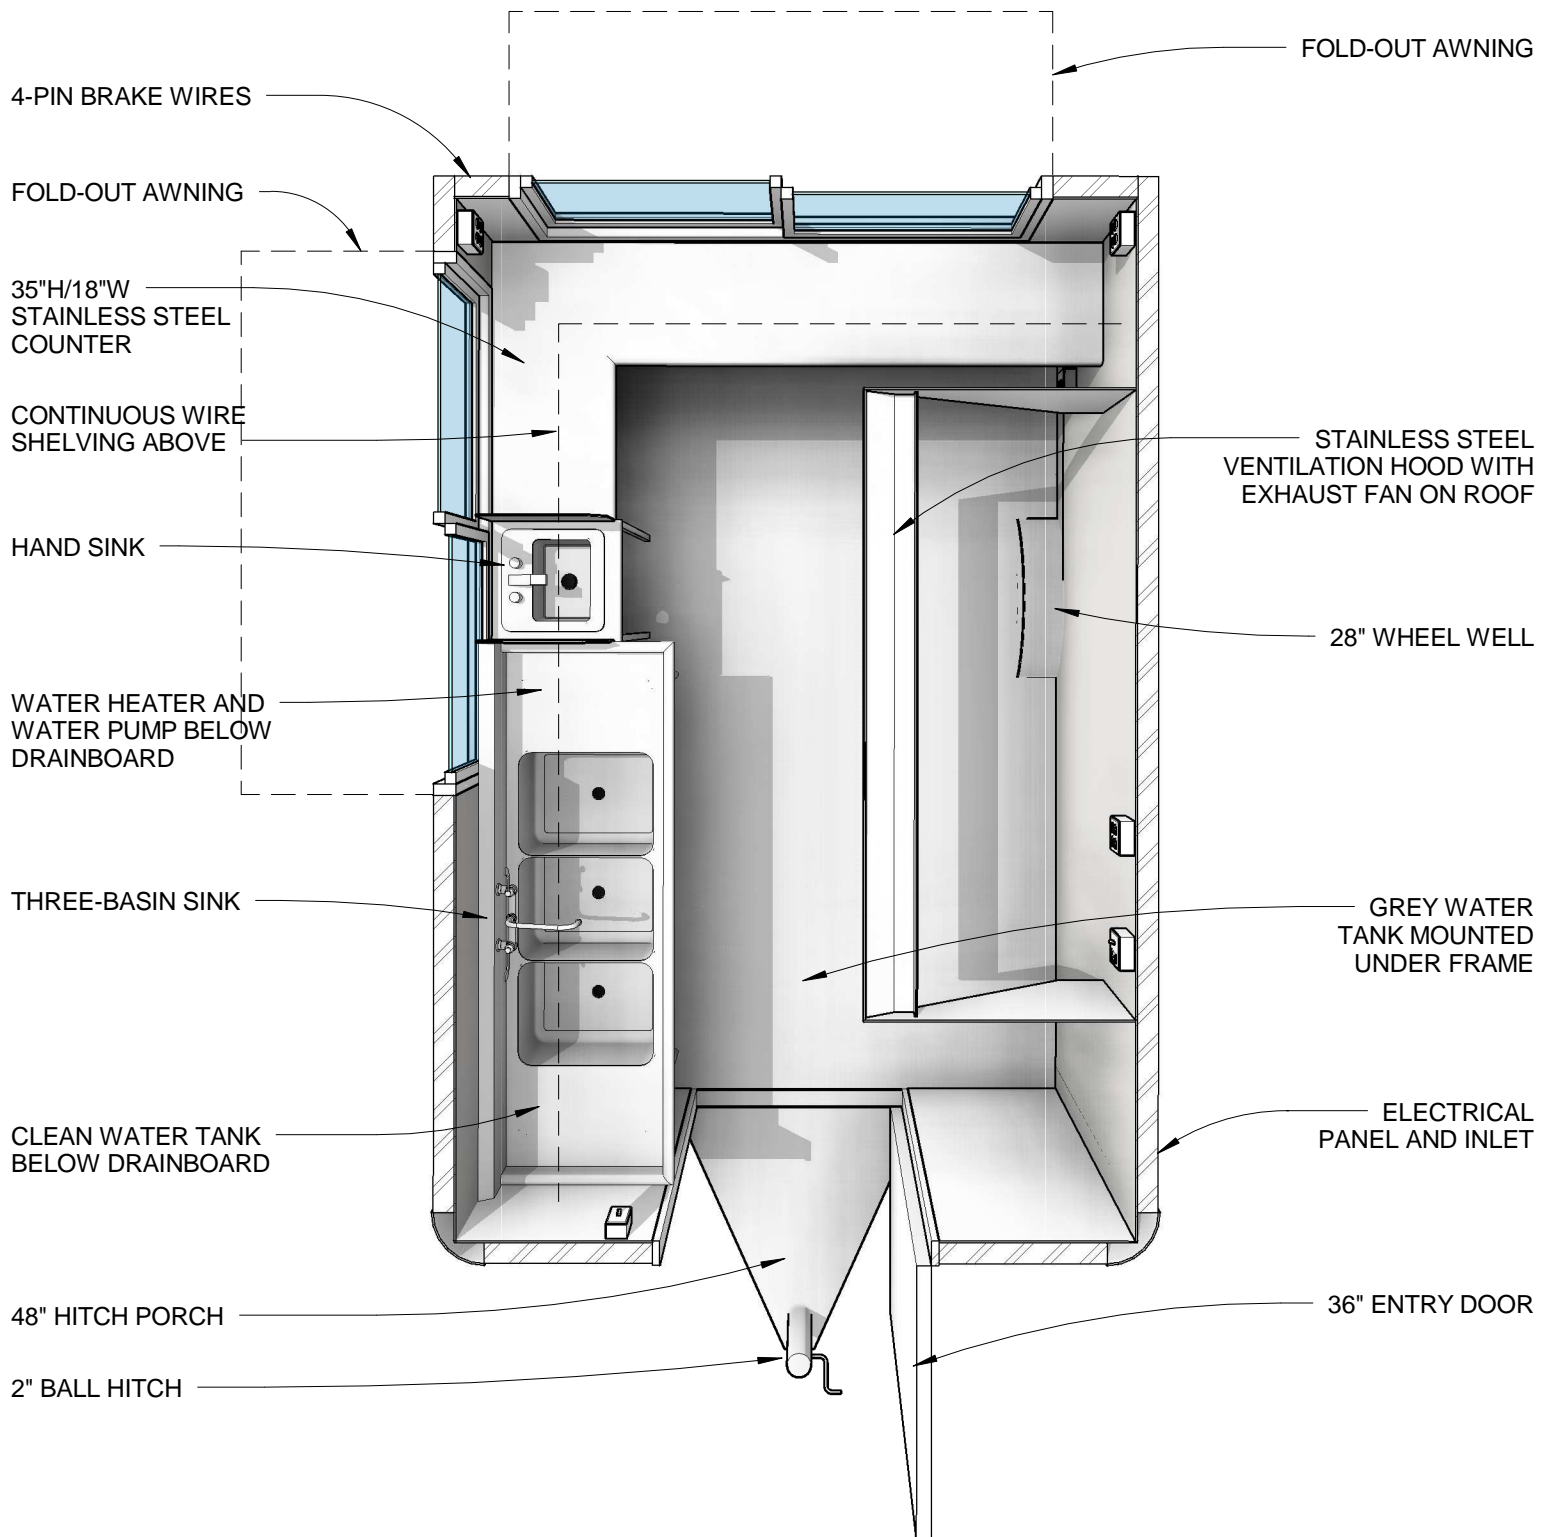 FOLD-OUT AWNING
4-PIN BRAKE WIRES
FOLD-OUT AWNING
35"H/18"W
STAINLESS STEEL
COUNTER
CONTINUOUS WIRE
SHELVING ABOVE
STAINLESS STEEL
VENTILATION HOOD WITH
EXHAUST FAN ON ROOF
HAND SINK
28" WHEEL WELL
WATER HEATER AND
WATER PUMP BELOW
DRAINBOARD
THREE-BASIN SINK
GREY WATER
TANK MOUNTED
UNDER FRAME
CLEAN WATER TANK
BELOW DRAINBOARD
ELECTRICAL
PANEL AND INLET
48" HITCH PORCH
36" ENTRY DOOR
2" BALL HITCH